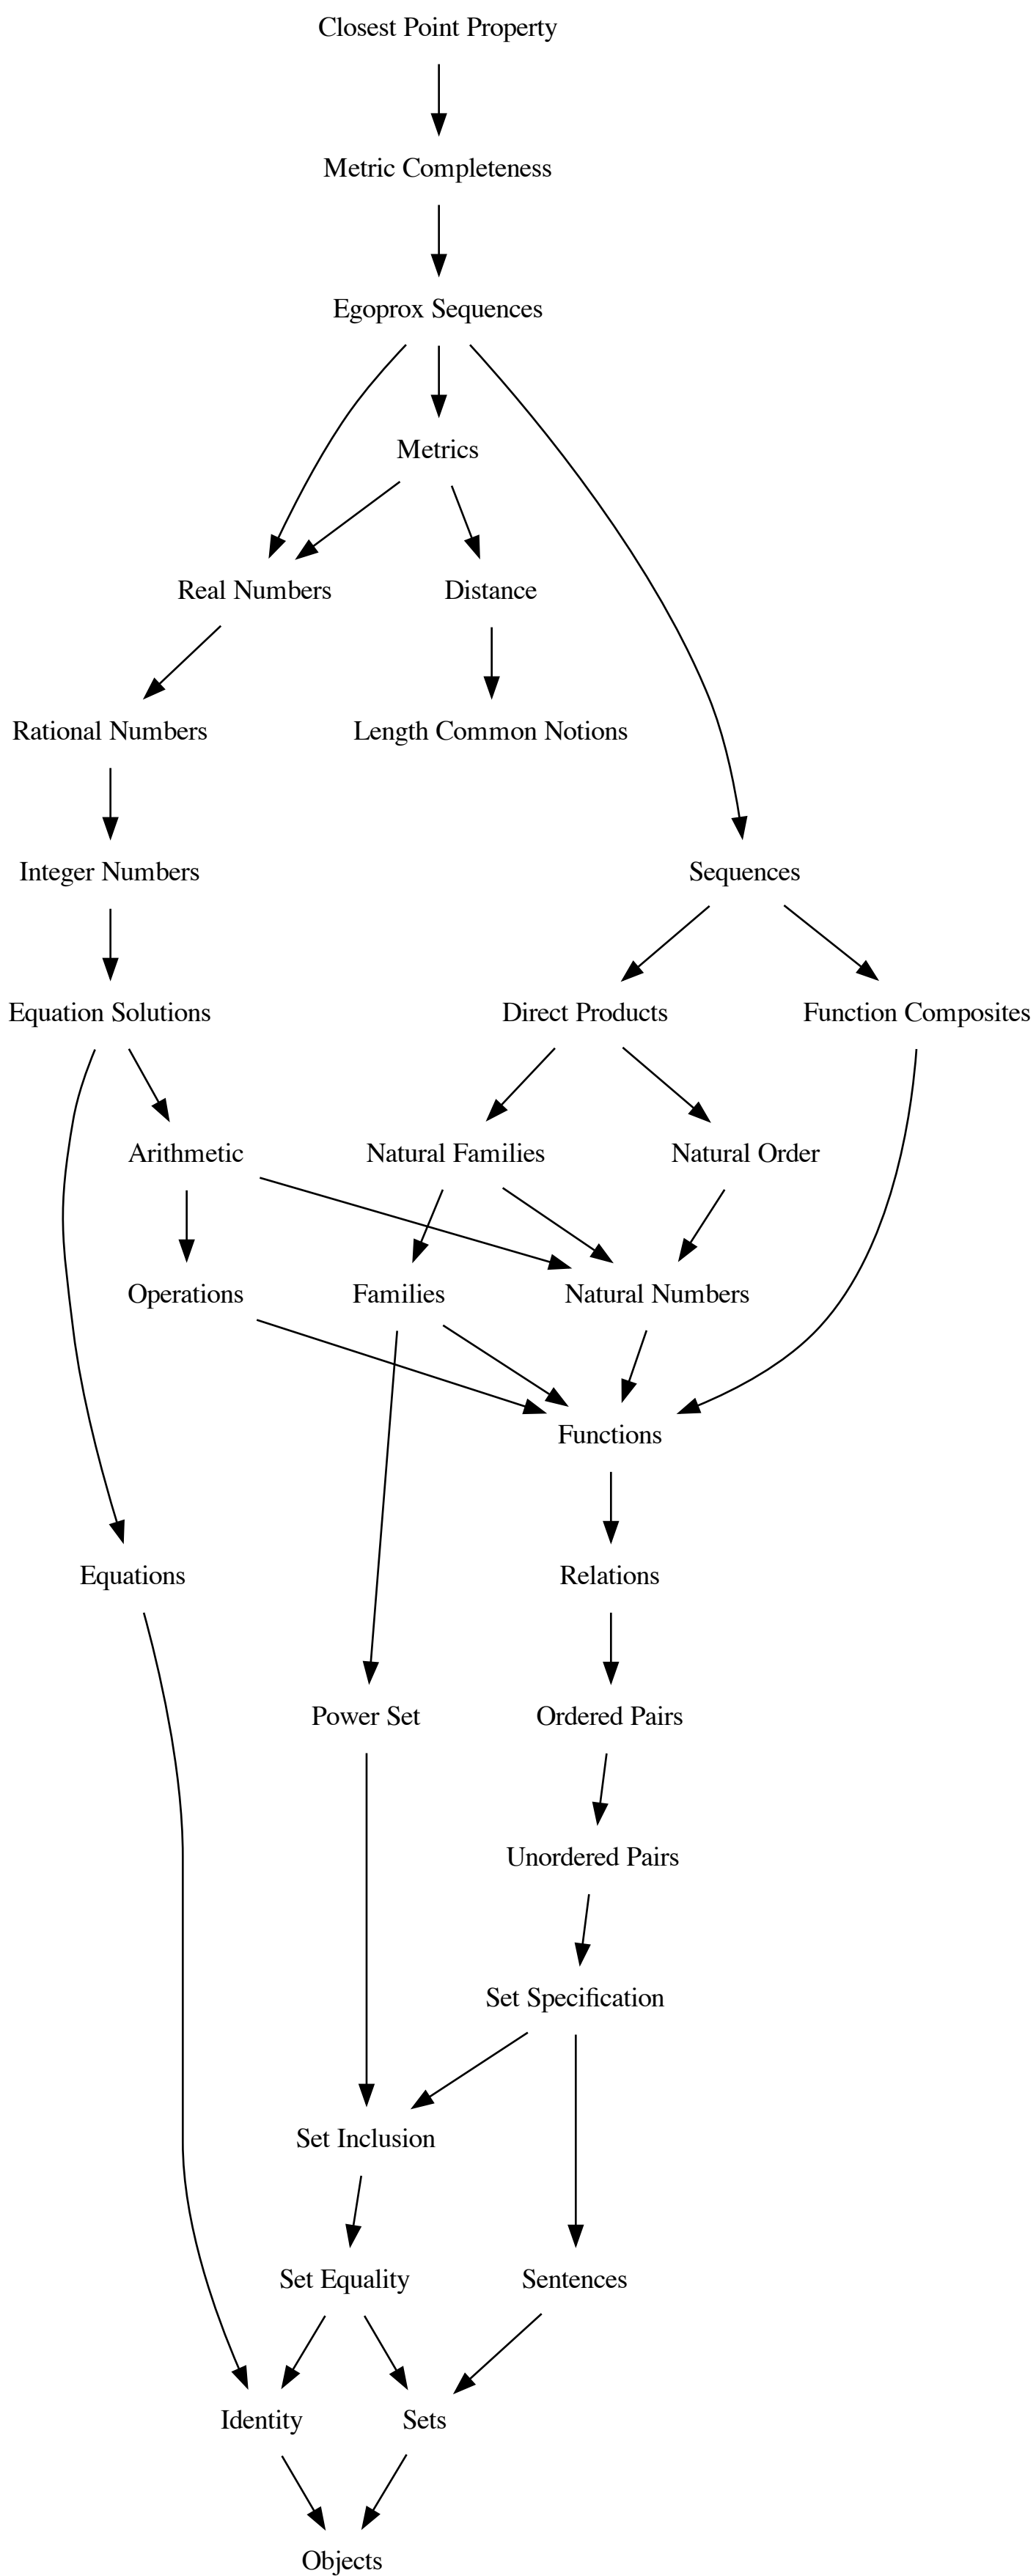 Closest Point Property
Metric Completeness
Egoprox Sequences
Metrics
Real Numbers
Distance
Rational Numbers
Length Common Notions
Integer Numbers
Sequences
Equation Solutions
Direct Products
Function Composites
Arithmetic
Natural Families
Natural Order
Operations
Families
Natural Numbers
Functions
Equations
Relations
Power Set
Ordered Pairs
Unordered Pairs
Set Specification
Set Inclusion
Set Equality
Sentences
Identity
Sets
Objects